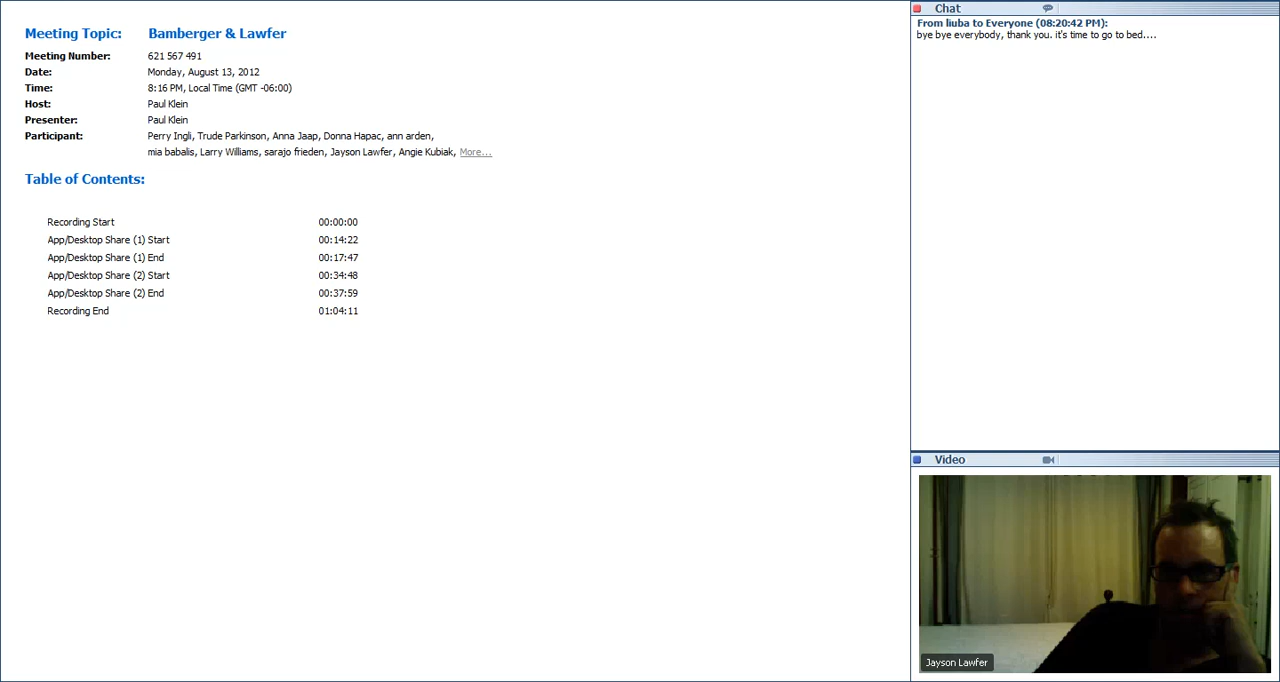 Meeting Topic: Bamberger & Lawfer
Meeting Number: 621 567 491
Date: Monday, August 13, 2012
Time: 8:16 PM, Local Time (GMT -06:00)
Host: Paul Klein
Presenter: Paul Klein
Participant: Perry Ingli, Trude Parkinson, Anna Jaap, Donna Hapac, ann arden,
mia babalis, Larry Williams, sarajo frieden, Jayson Lawfer, Angie Kubiak, More...
Table of Contents:
Recording Start 00:00:00
App/Desktop Share (1) Start 00:14:22
App/Desktop Share (1) End 00:17:47
App/Desktop Share (2) Start 00:34:48
App/Desktop Share (2) End 00:37:59
Recording End 01:04:11
Chat
From liuba to Everyone (08:20:42 PM):
bye bye everybody, thank you. it's time to go to bed....
Video
Jayson Lawfer